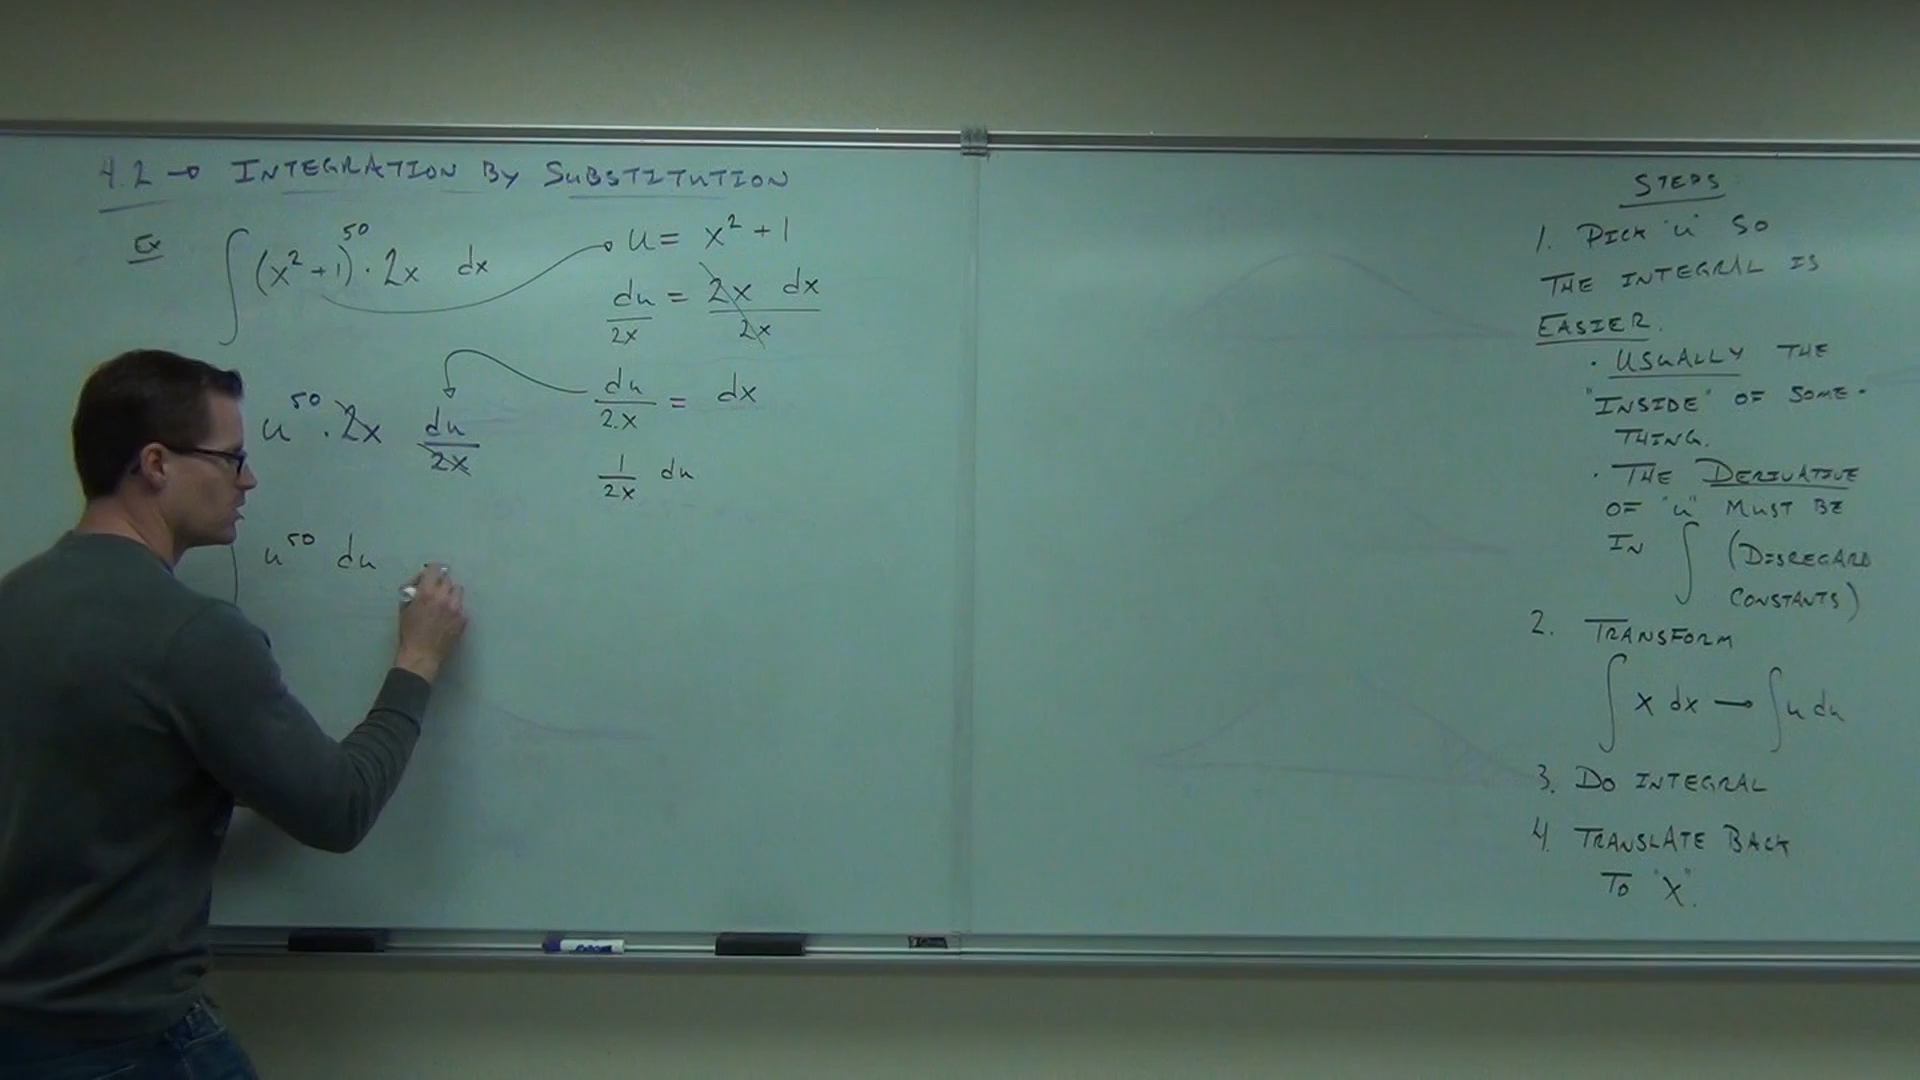 4.2 → INTEGRATION BY SUBSTITUTION
Ex ∫ (x² + 1)⁵⁰ · 2x dx
u = x² + 1
du/2x = 2x dx/2x
du/2x = dx
1/2x du
u⁵⁰ · 2x du/2x
∫ u⁵⁰ du
STEPS
1. PICK "u" SO
THE INTEGRAL IS
EASIER.
· USUALLY THE
"INSIDE" OF SOME-
THING.
· THE DERIVATIVE
OF "u" MUST BE
IN ∫ (DISREGARD
CONSTANTS)
2. TRANSFORM
∫ x dx → ∫ u du
3. DO INTEGRAL
4. TRANSLATE BACK
TO "X".